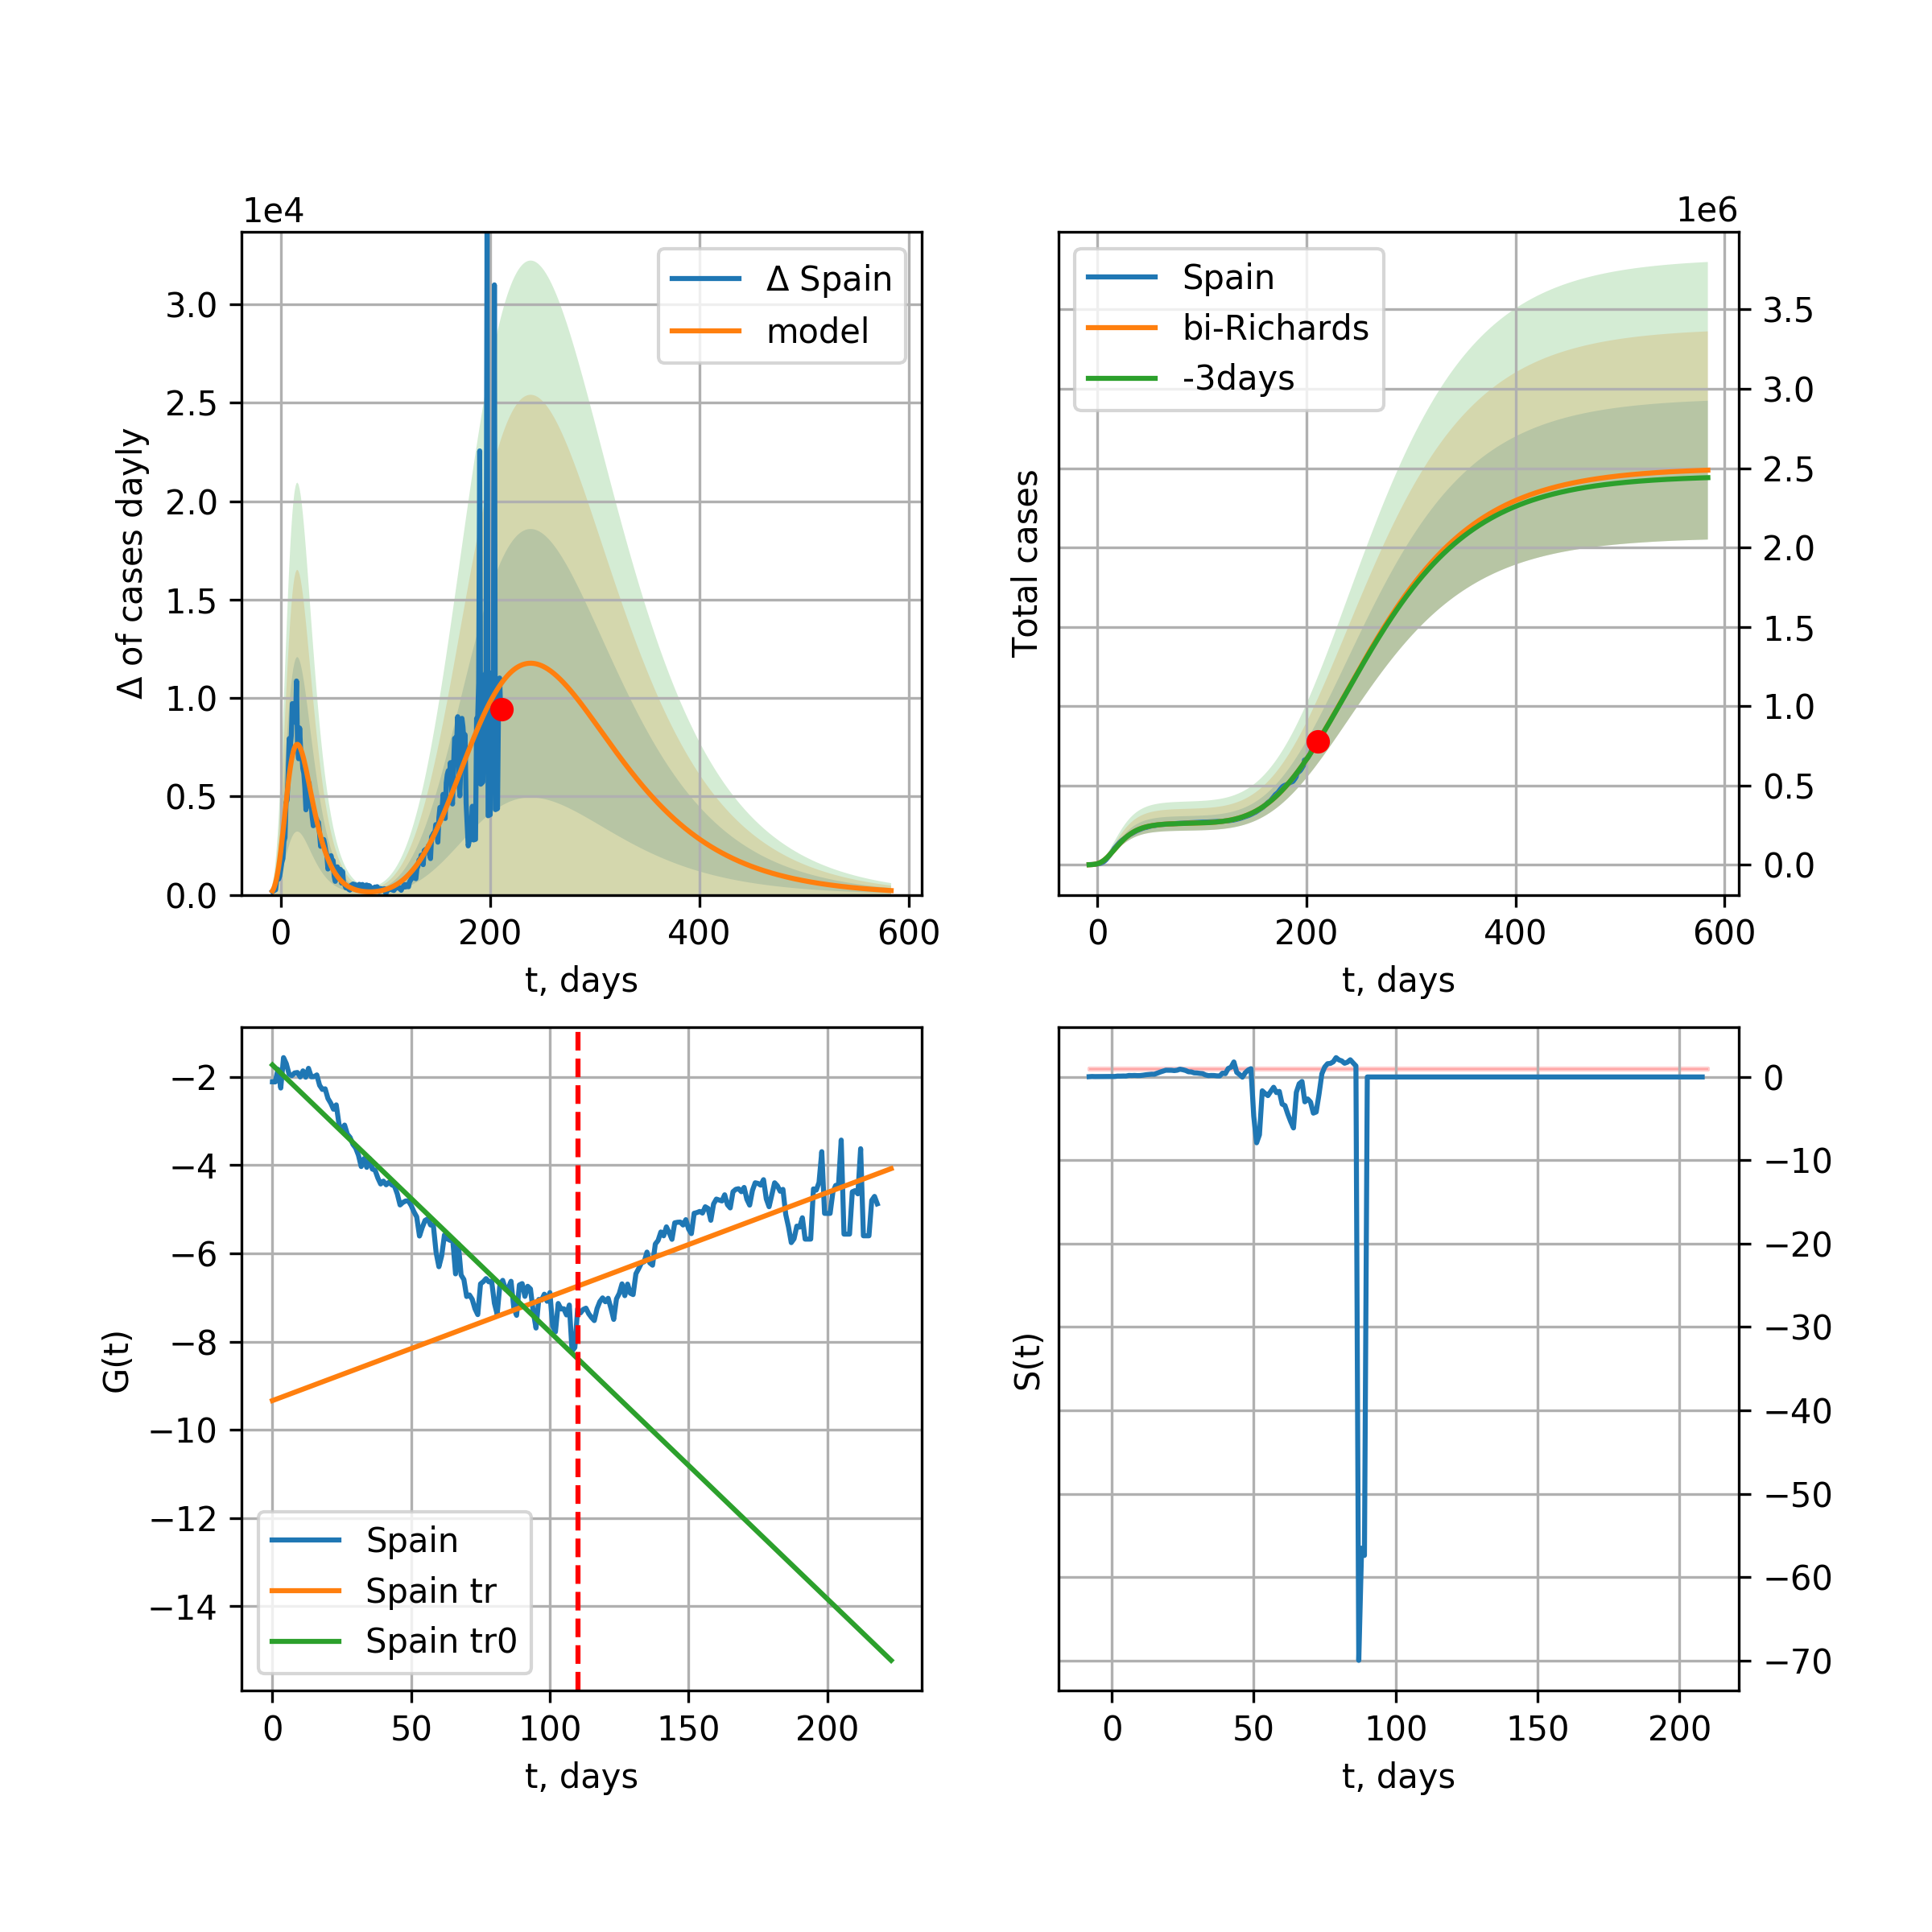 1e4
Δ Spain
model
3.0
2.5
2.0
1.5
1.0
0.5
0.0
Δ of cases dayly
0 200 400 600
t, days
1e6
Spain
bi-Richards
-3days
3.5
3.0
2.5
2.0
1.5
1.0
0.5
0.0
Total cases
0 200 400 600
t, days
−2
−4
−6
−8
−10
−12
−14
G(t)
Spain
Spain tr
Spain tr0
0 50 100 150 200
t, days
0
−10
−20
−30
−40
−50
−60
−70
S(t)
0 50 100 150 200
t, days